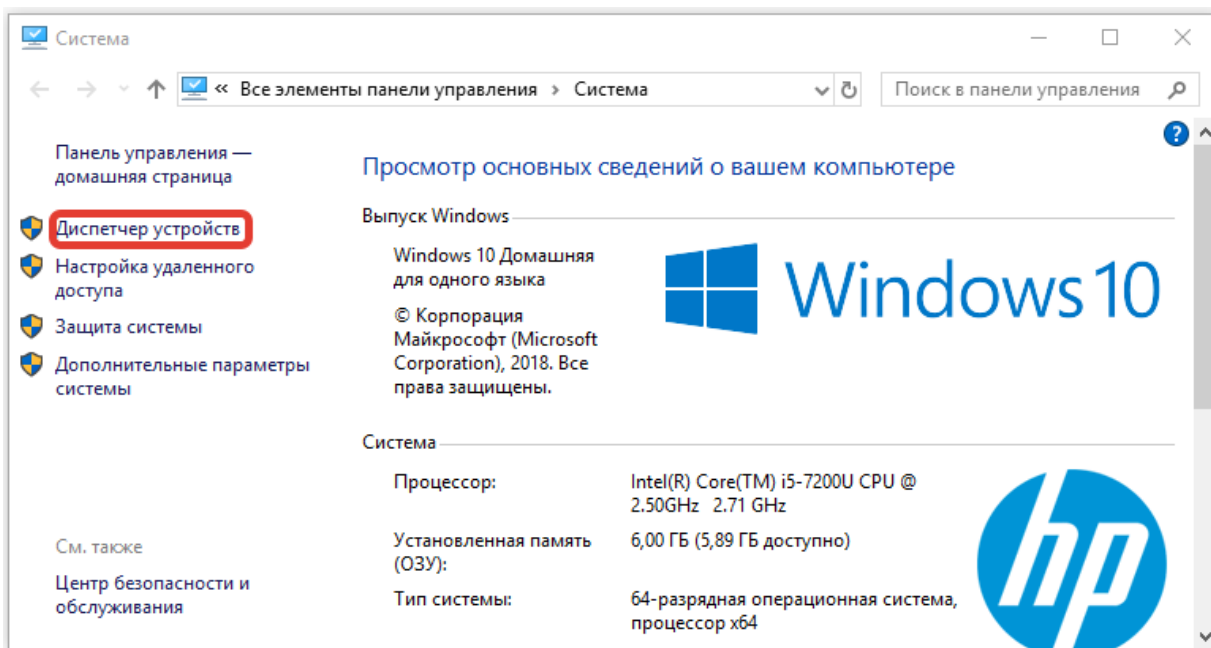 Система
« Все элементы панели управления › Система
Поиск в панели управления
?
Панель управления —
домашняя страница
Диспетчер устройств
Настройка удаленного
доступа
Защита системы
Дополнительные параметры
системы
См. также
Центр безопасности и
обслуживания
Просмотр основных сведений о вашем компьютере
Выпуск Windows
Windows 10 Домашняя
для одного языка
© Корпорация
Майкрософт (Microsoft
Corporation), 2018. Все
права защищены.
Windows 10
Система
Процессор:
Intel(R) Core(TM) i5-7200U CPU @
2.50GHz 2.71 GHz
Установленная память
(ОЗУ):
6,00 ГБ (5,89 ГБ доступно)
Тип системы:
64-разрядная операционная система,
процессор x64
hp